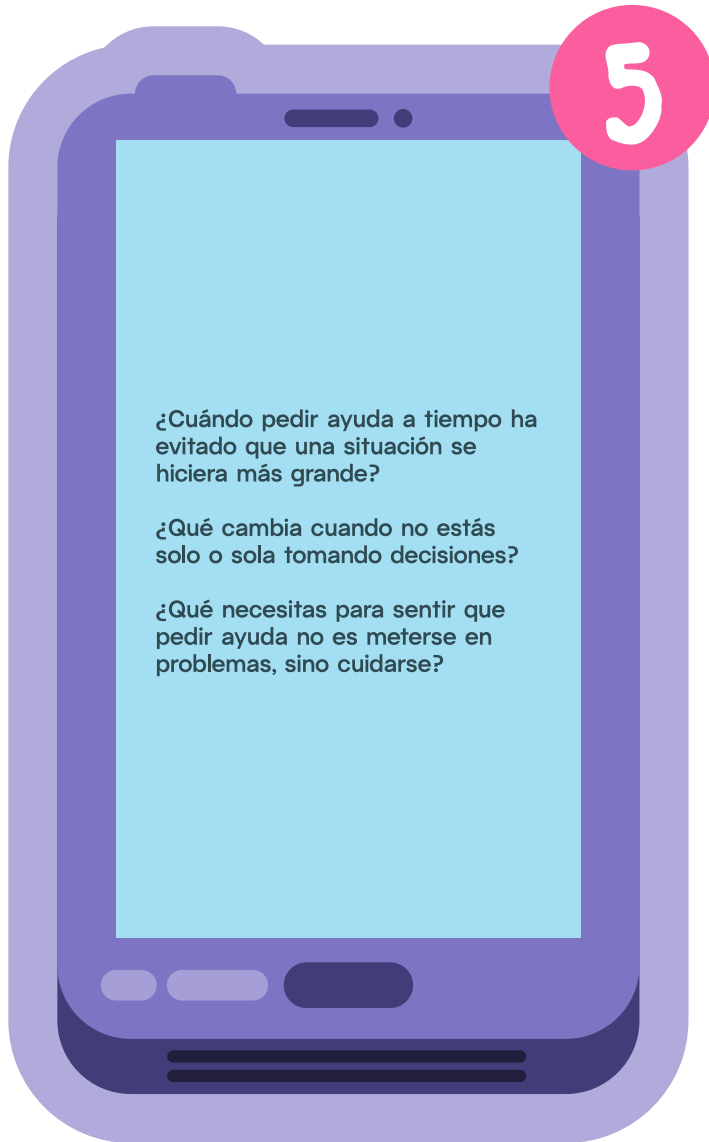 5
¿Cuándo pedir ayuda a tiempo ha
evitado que una situación se
hiciera más grande?
¿Qué cambia cuando no estás
solo o sola tomando decisiones?
¿Qué necesitas para sentir que
pedir ayuda no es meterse en
problemas, sino cuidarse?